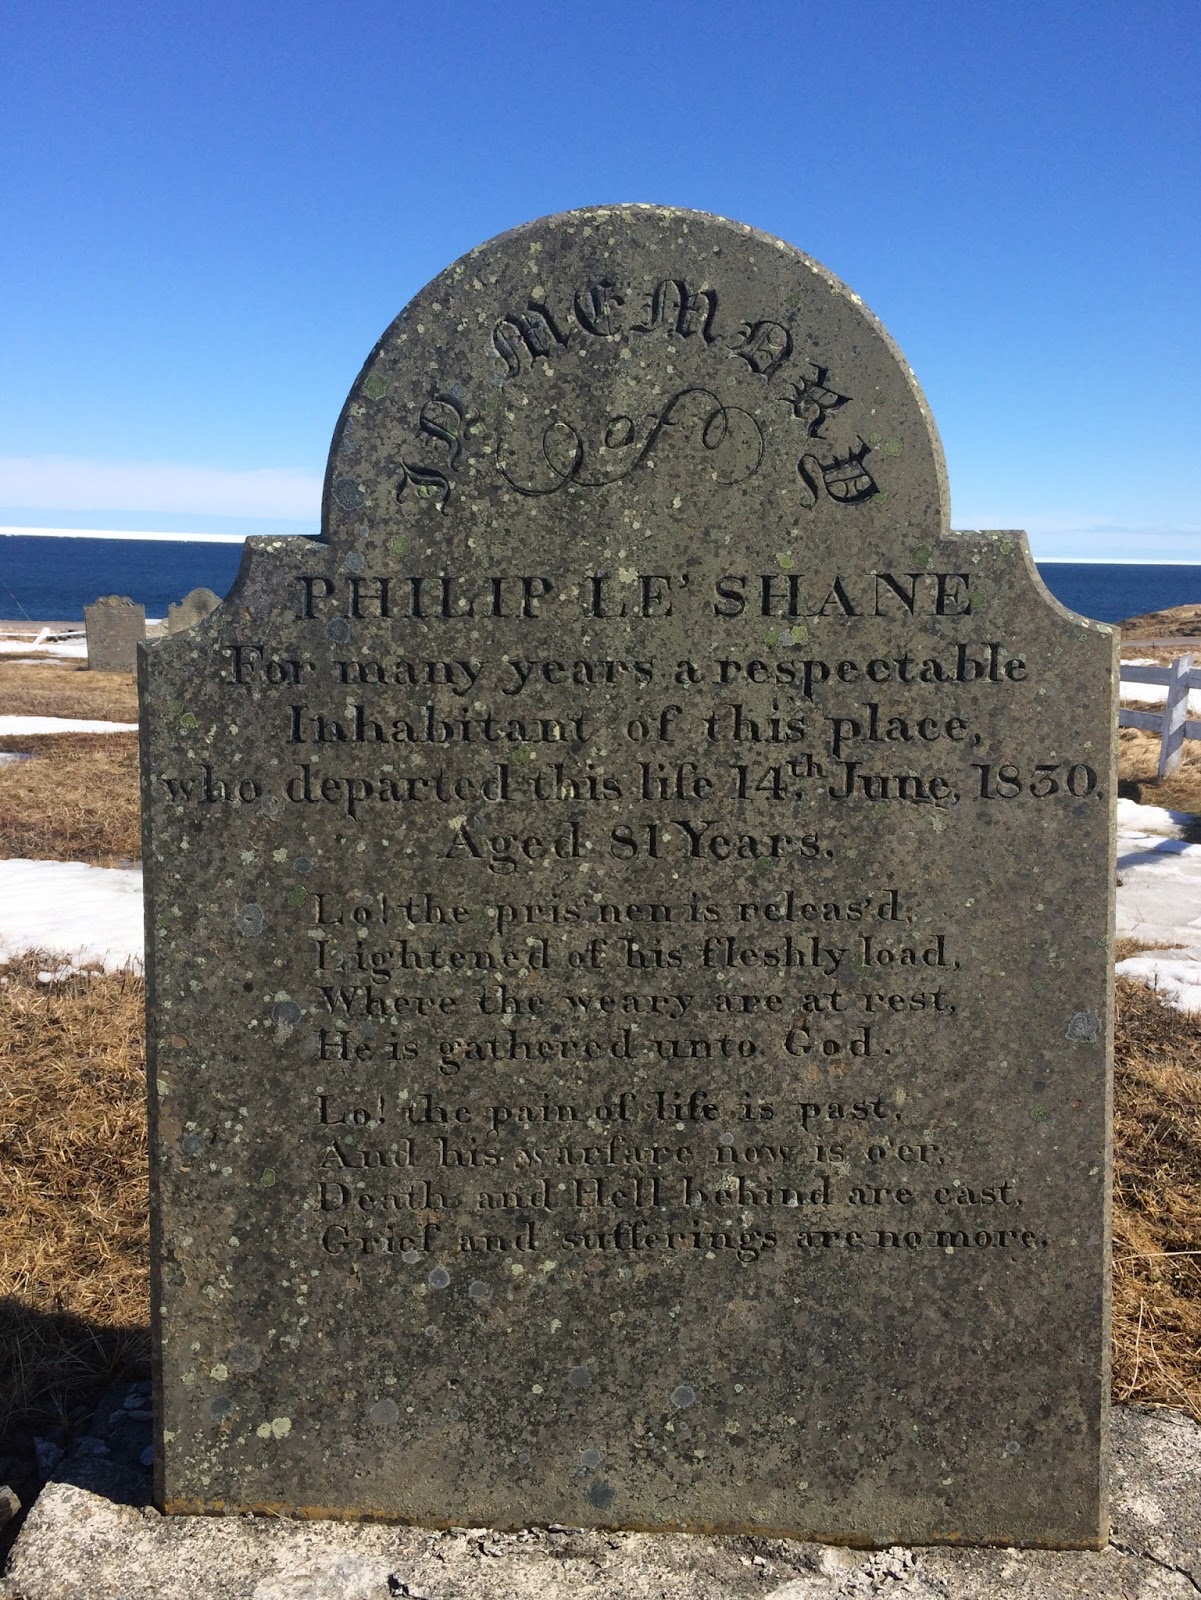 IN MEMORY
of
PHILIP LE' SHANE
For many years a respectable
Inhabitant of this place,
who departed this life 14th. June, 1830.
Aged 81 Years.
Lo! the pris'ner is releas'd,
Lightened of his fleshly load,
Where the weary are at rest,
He is gathered unto God.
Lo! the pain of life is past,
And his warfare now is o'er,
Death and Hell behind are cast,
Grief and sufferings are no more.